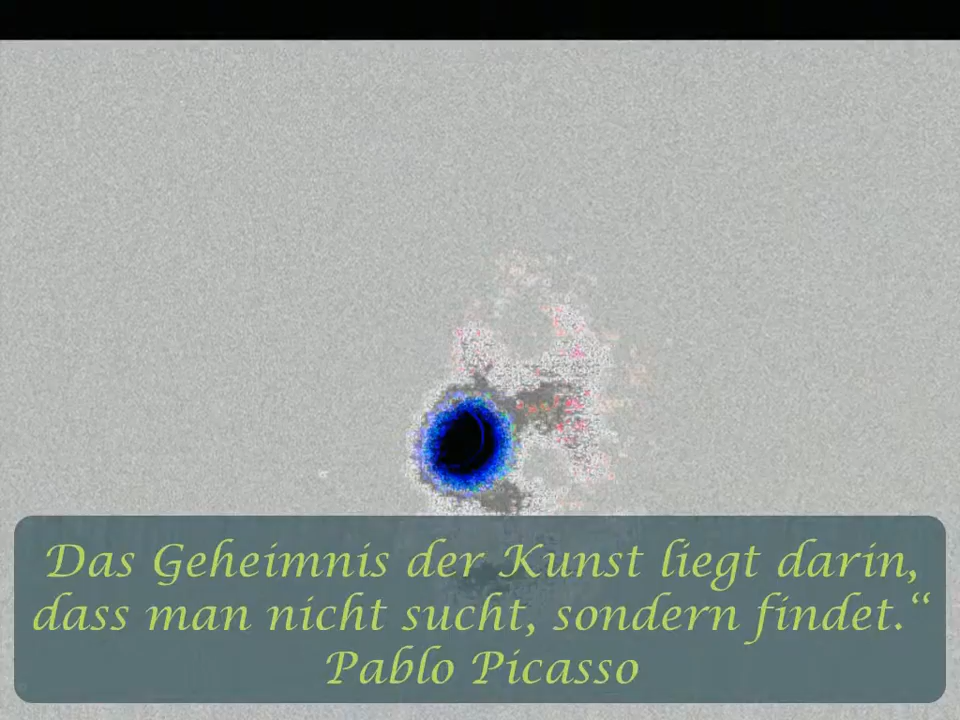 Das Geheimnis der Kunst liegt darin,
dass man nicht sucht, sondern findet.“
Pablo Picasso